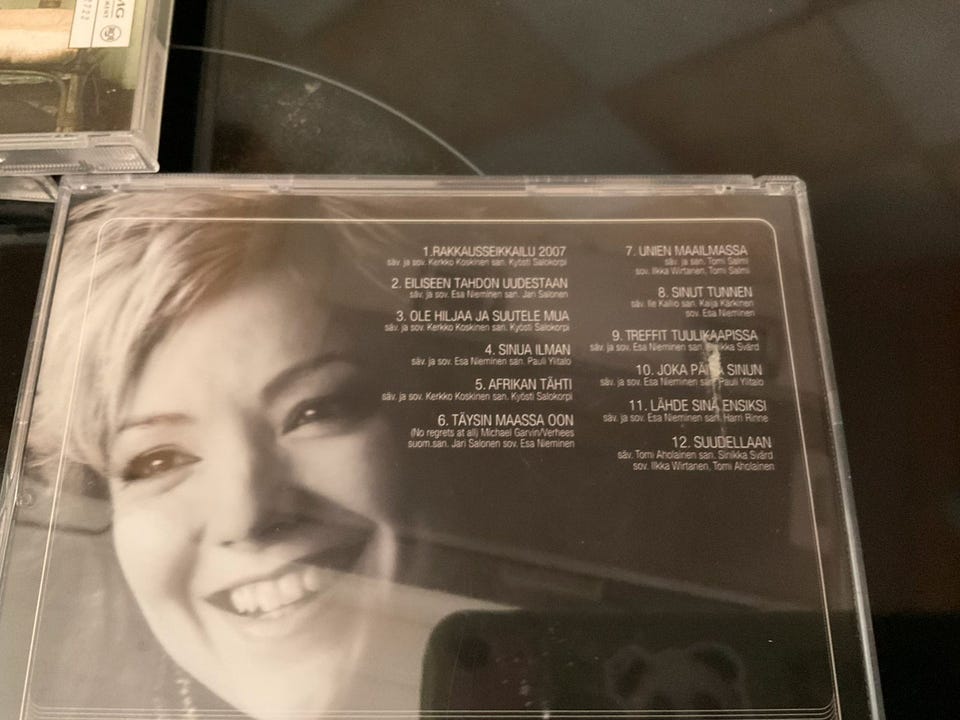 MG
1.RAKKAUSSEIKKAILU 2007
säv. ja sov. Kerkko Koskinen san. Kyösti Salokorpi
2. EILISEEN TAHDON UUDESTAAN
säv. ja sov. Esa Nieminen san. Jari Salonen
3. OLE HILJAA JA SUUTELE MUA
säv. ja sov. Kerkko Koskinen san. Kyösti Salokorpi
4. SINUA ILMAN
säv. ja sov. Esa Nieminen san. Pauli Ylitalo
5. AFRIKAN TÄHTI
säv. ja sov. Kerkko Koskinen san. Kyösti Salokorpi
6. TÄYSIN MAASSA OON
(No regrets at all) Michael Garvin/Verhees
suom.san. Jari Salonen sov. Esa Nieminen
7. UNIEN MAAILMASSA
säv. ja san. Tomi Salmi
sov. Ilkka Wirtanen, Tomi Salmi
8. SINUT TUNNEN
säv. Ile Kallio san. Kaija Kärkinen
sov. Esa Nieminen
9. TREFFIT TUULIKAAPISSA
säv. ja sov. Esa Nieminen san. Sinikka Svärd
10. JOKA PÄIVÄ SINUN
säv. ja sov. Esa Nieminen san. Pauli Ylitalo
11. LÄHDE SINÄ ENSIKSI
säv. ja sov. Esa Nieminen san. Harri Rinne
12. SUUDELLAAN
säv. Tomi Aholainen san. Sinikka Svärd
sov. Ilkka Wirtanen, Tomi Aholainen